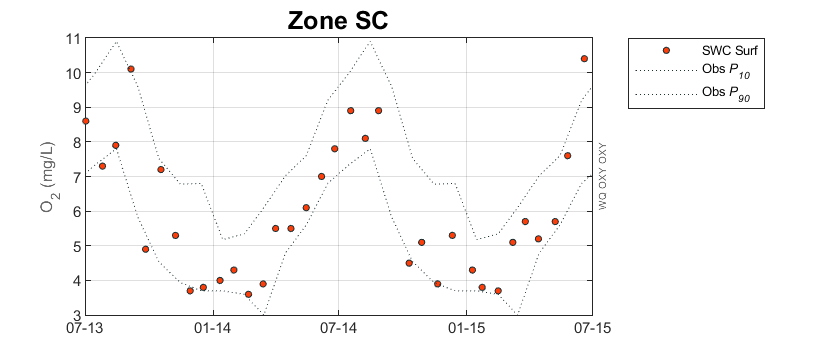 Zone SC
O2 (mg/L)
11
10
9
8
7
6
5
4
3
07-13
01-14
07-14
01-15
07-15
WQ OXY OXY
SWC Surf
Obs P10
Obs P90